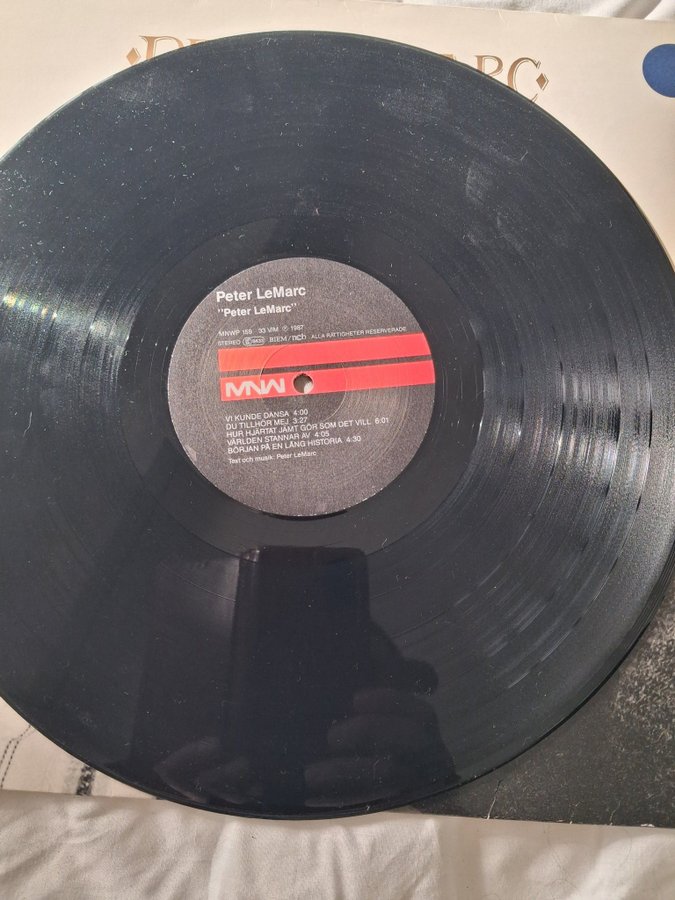 Peter LeMarc
"Peter LeMarc"
MNWP 159 33 V/M ℗ 1987
STEREO BIEM/ncb ALLA RÄTTIGHETER RESERVERADE
MNW
VI KUNDE DANSA 4:00
DU TILLHÖR MEJ 3:27
HUR HJÄRTAT JÄMT GÖR SOM DET VILL 6:01
VÄRLDEN STANNAR AV 4:05
BÖRJAN PÅ EN LÅNG HISTORIA 4:30
Text och musik: Peter LeMarc